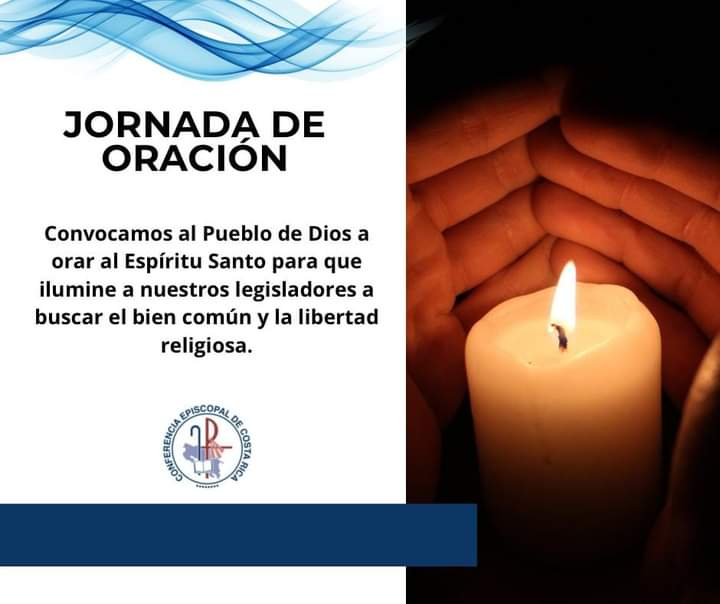 JORNADA DE
ORACIÓN
Convocamos al Pueblo de Dios a
orar al Espíritu Santo para que
ilumine a nuestros legisladores a
buscar el bien común y la libertad
religiosa.
CONFERENCIA EPISCOPAL DE COSTA RICA